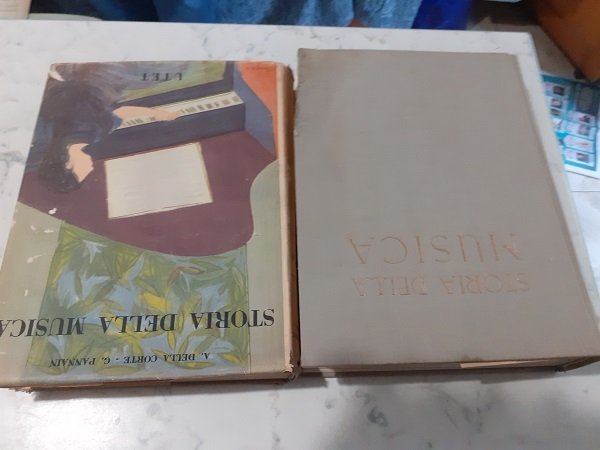 A. DELLA CORTE - G. PANNAIN
STORIA DELLA MUSICA
UTET
STORIA DELLA
MUSICA